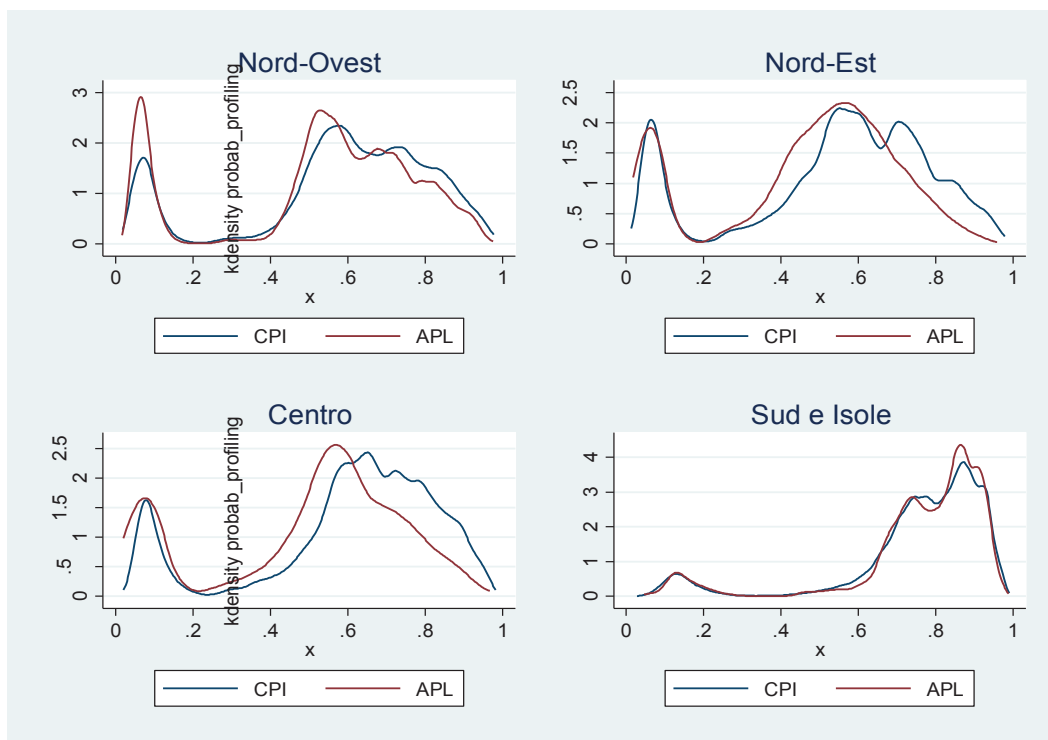 Nord-Ovest
kdensity probab_profiling
3
2
1
0
0 .2 .4 .6 .8 1
x
CPI APL
Nord-Est
2.5
2
1.5
1
.5
0
0 .2 .4 .6 .8 1
x
CPI APL
Centro
kdensity probab_profiling
2.5
2
1.5
1
.5
0
0 .2 .4 .6 .8 1
x
CPI APL
Sud e Isole
4
3
2
1
0
0 .2 .4 .6 .8 1
x
CPI APL